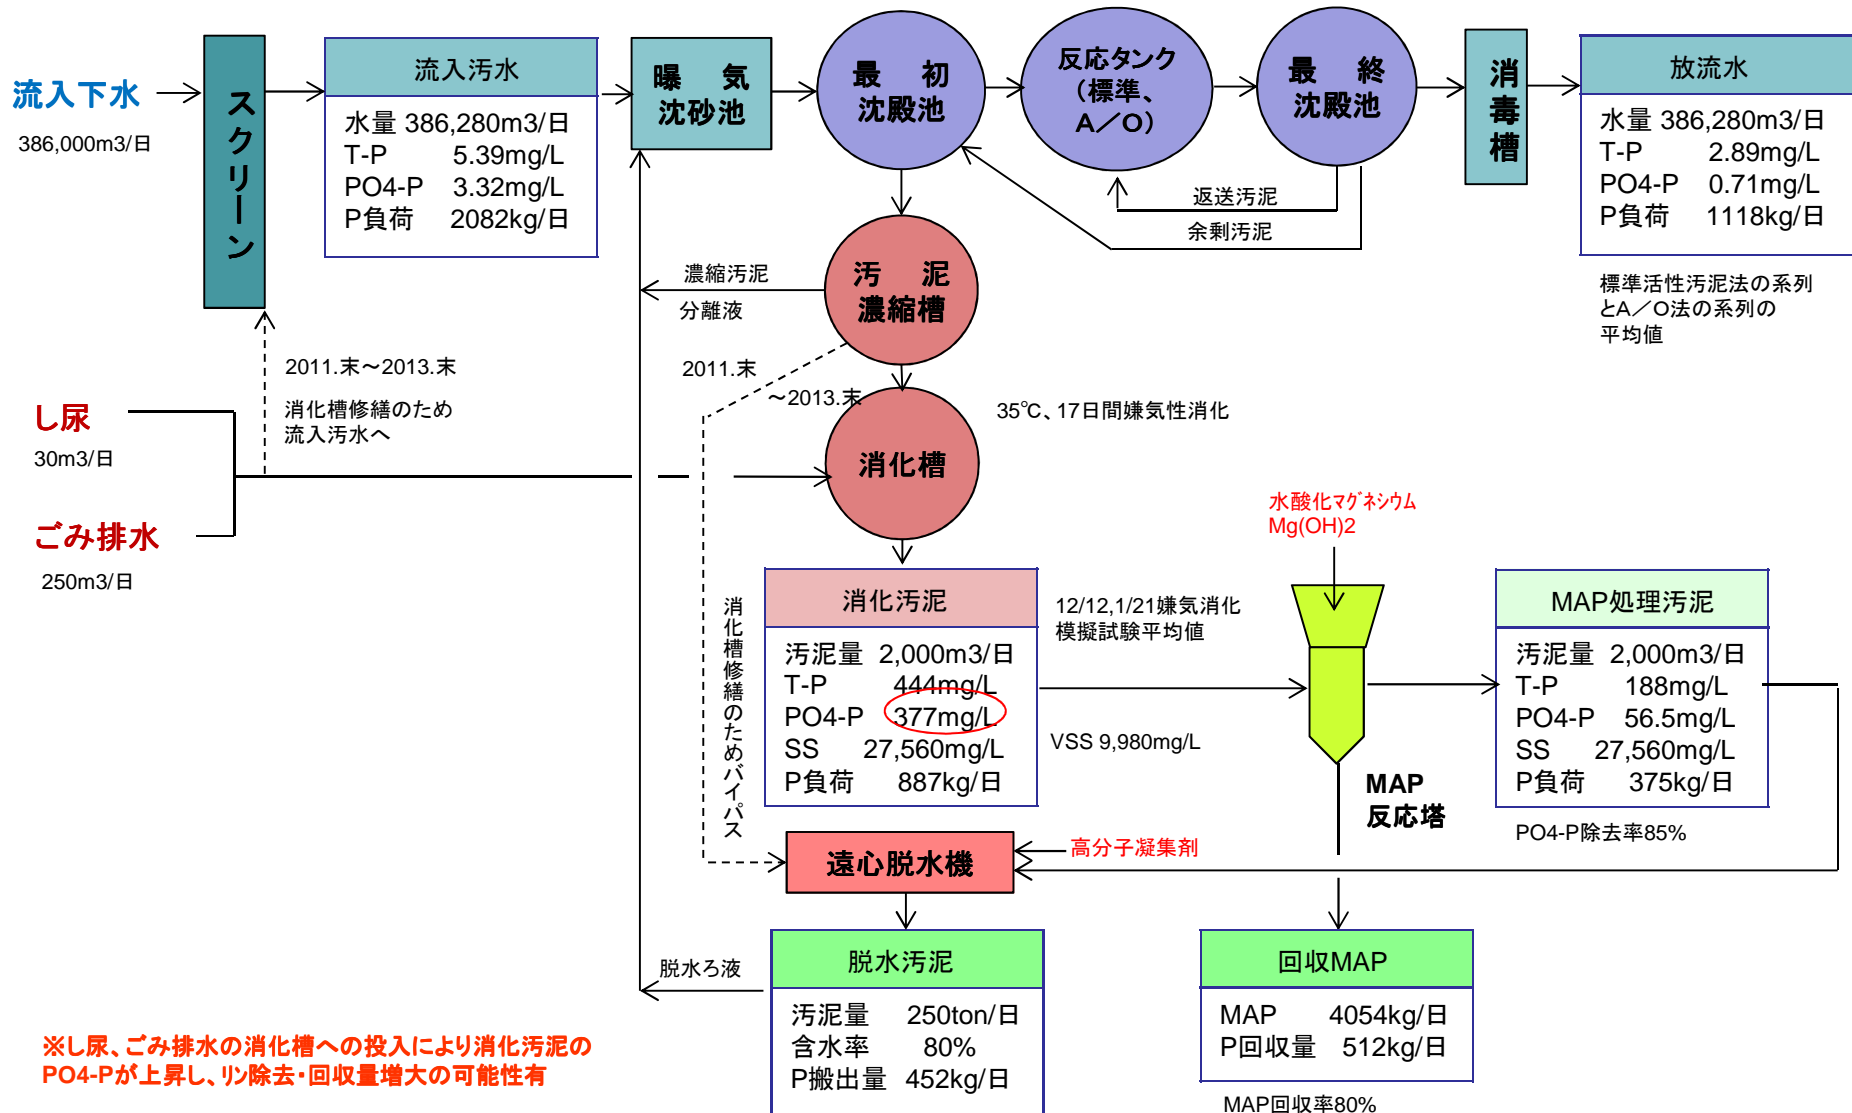 流入下水
386,000m3/日
スクリーン
流入汚水
水量 386,280m3/日
T-P 5.39mg/L
PO4-P 3.32mg/L
P負荷 2082kg/日
曝 気
沈砂池
最 初
沈殿池
反応タンク
(標準、
A/O)
最 終
沈殿池
消毒槽
放流水
水量 386,280m3/日
T-P 2.89mg/L
PO4-P 0.71mg/L
P負荷 1118kg/日
標準活性汚泥法の系列
とA/O法の系列の
平均値
返送汚泥
余剰汚泥
汚 泥
濃縮槽
濃縮汚泥
分離液
2011.末～2013.末
消化槽修繕のため
流入汚水へ
2011.末
～2013.末
し尿
30m3/日
ごみ排水
250m3/日
消化槽
35℃、17日間嫌気性消化
消化汚泥
汚泥量 2,000m3/日
T-P 444mg/L
PO4-P 377mg/L
SS 27,560mg/L
P負荷 887kg/日
消化槽修繕のためバイパス
12/12,1/21嫌気消化
模擬試験平均値
VSS 9,980mg/L
水酸化マグネシウム
Mg(OH)2
MAP
反応塔
MAP処理汚泥
汚泥量 2,000m3/日
T-P 188mg/L
PO4-P 56.5mg/L
SS 27,560mg/L
P負荷 375kg/日
PO4-P除去率85%
遠心脱水機
高分子凝集剤
脱水ろ液
脱水汚泥
汚泥量 250ton/日
含水率 80%
P搬出量 452kg/日
回収MAP
MAP 4054kg/日
P回収量 512kg/日
MAP回収率80%
※し尿、ごみ排水の消化槽への投入により消化汚泥の
PO4-Pが上昇し、リン除去・回収量増大の可能性有